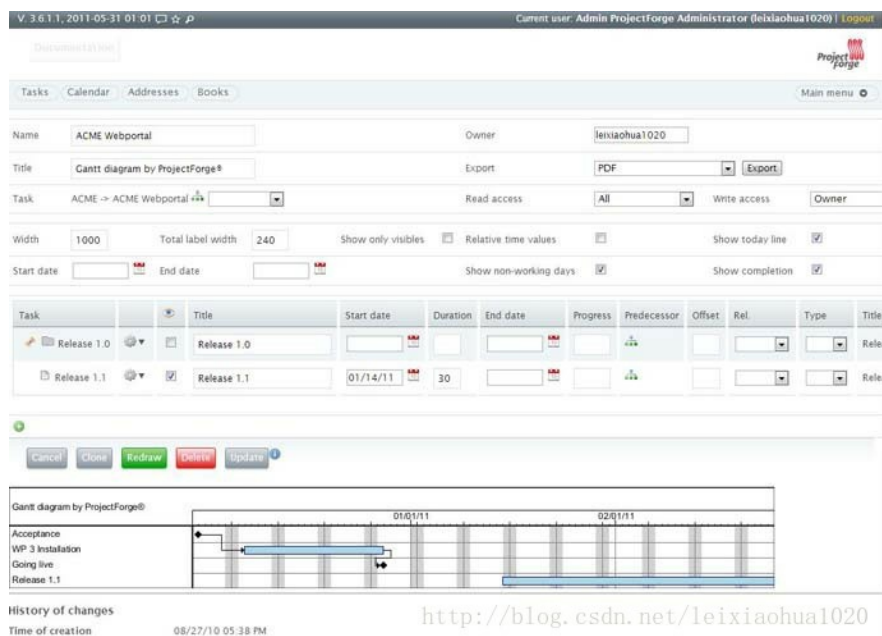 V. 3.6.1.1, 2011-05-31 01:01 Current user: Admin ProjectForge Administrator (leixiaohua1020) | Logout
Documentation
Project Forge
Tasks Calendar Addresses Books Main menu
Name ACME Webportal Owner leixiaohua1020
Title Gantt diagram by ProjectForge® Export PDF Export
Task ACME -> ACME Webportal Read access All Write access Owner
Width 1000 Total label width 240 Show only visibles Relative time values Show today line
Start date End date Show non-working days Show completion
Task Title Start date Duration End date Progress Predecessor Offset Rel. Type Title
Release 1.0 Release 1.0 Rele
Release 1.1 Release 1.1 01/14/11 30 Rele
Cancel Clone Redraw Delete Update
Gantt diagram by ProjectForge®
01/01/11 02/01/11
Acceptance
WP 3 Installation
Going live
Release 1.1
History of changes
Time of creation 08/27/10 05:38 PM
http://blog.csdn.net/leixiaohua1020